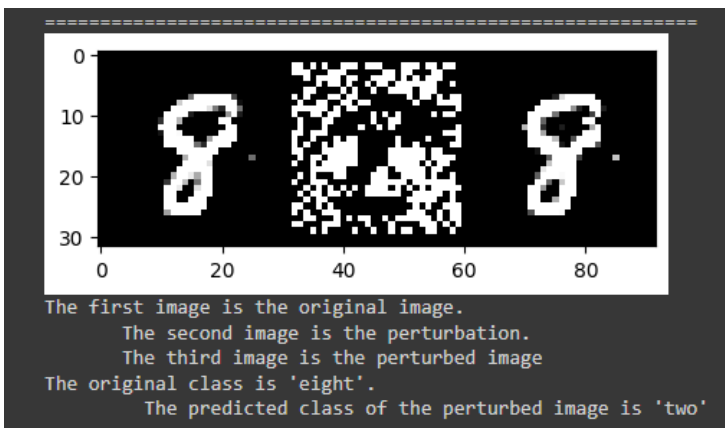 ==============================================================
0
10
20
30
0 20 40 60 80
The first image is the original image.
The second image is the perturbation.
The third image is the perturbed image
The original class is 'eight'.
The predicted class of the perturbed image is 'two'